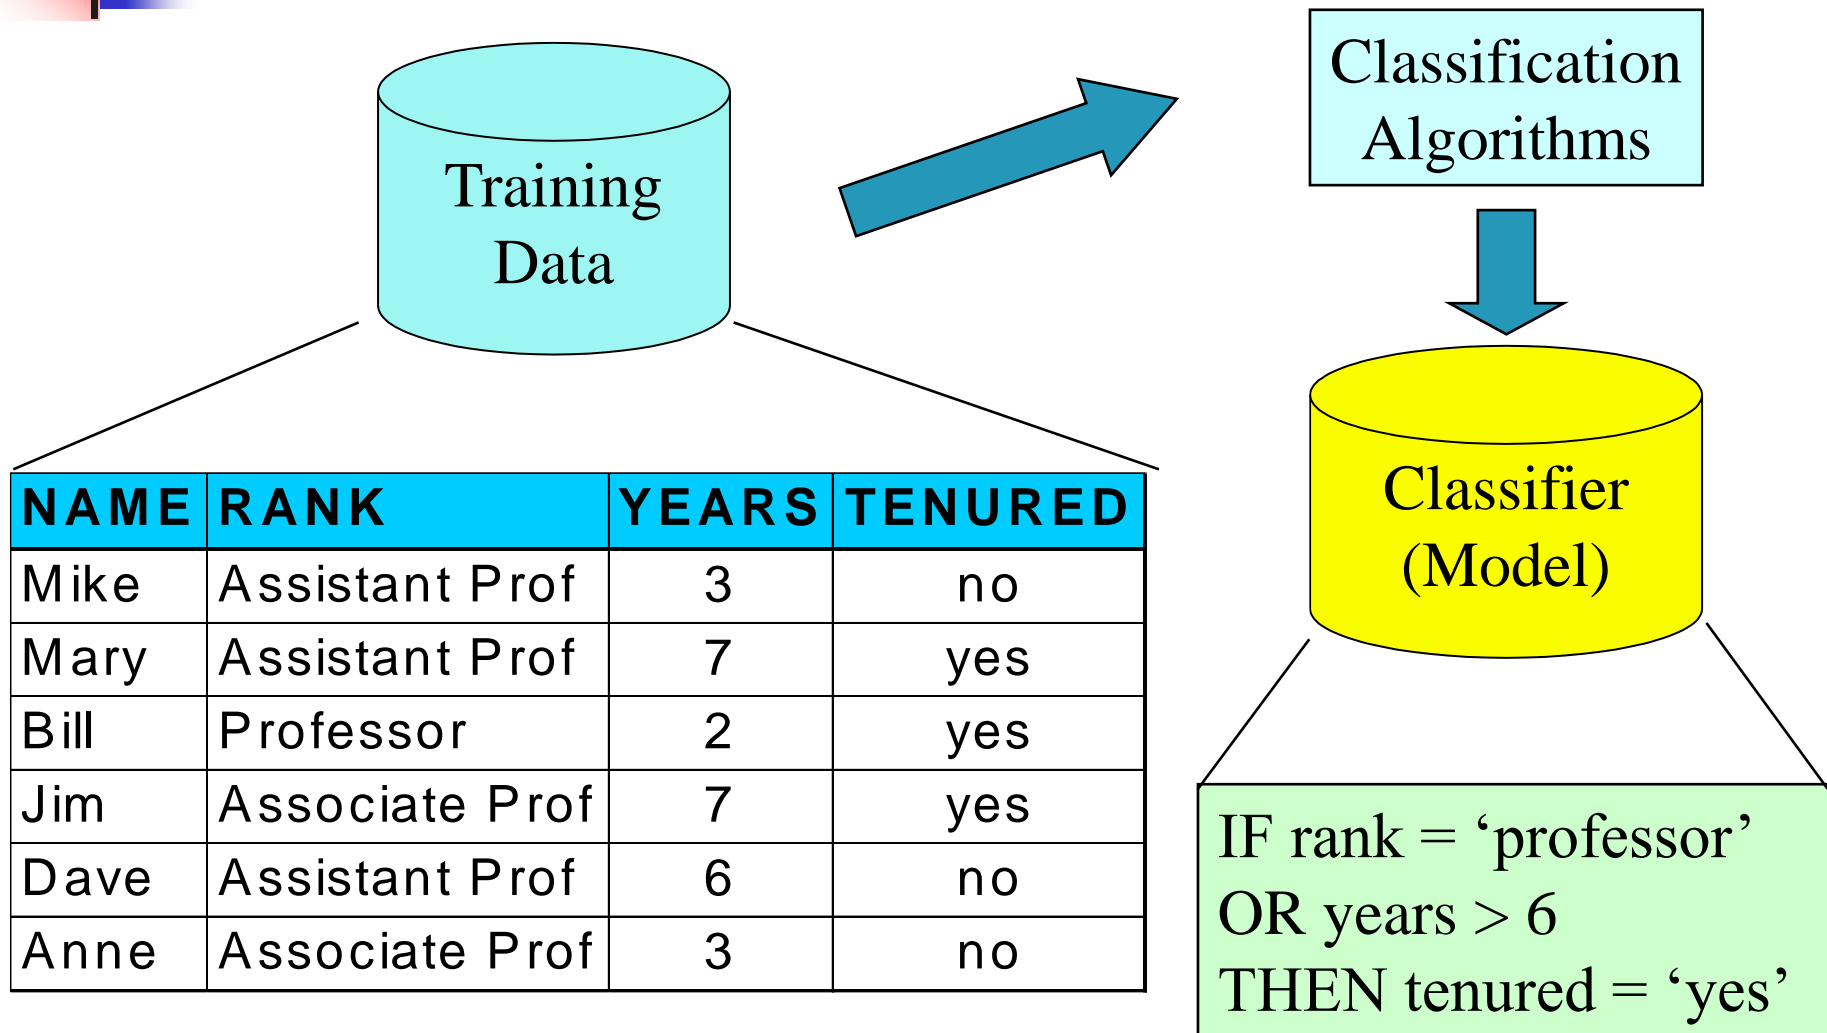 Training
Data
Classification
Algorithms
NAME RANK YEARS TENURED
Mike Assistant Prof 3 no
Mary Assistant Prof 7 yes
Bill Professor 2 yes
Jim Associate Prof 7 yes
Dave Assistant Prof 6 no
Anne Associate Prof 3 no
Classifier
(Model)
IF rank = ‘professor’
OR years > 6
THEN tenured = ‘yes’